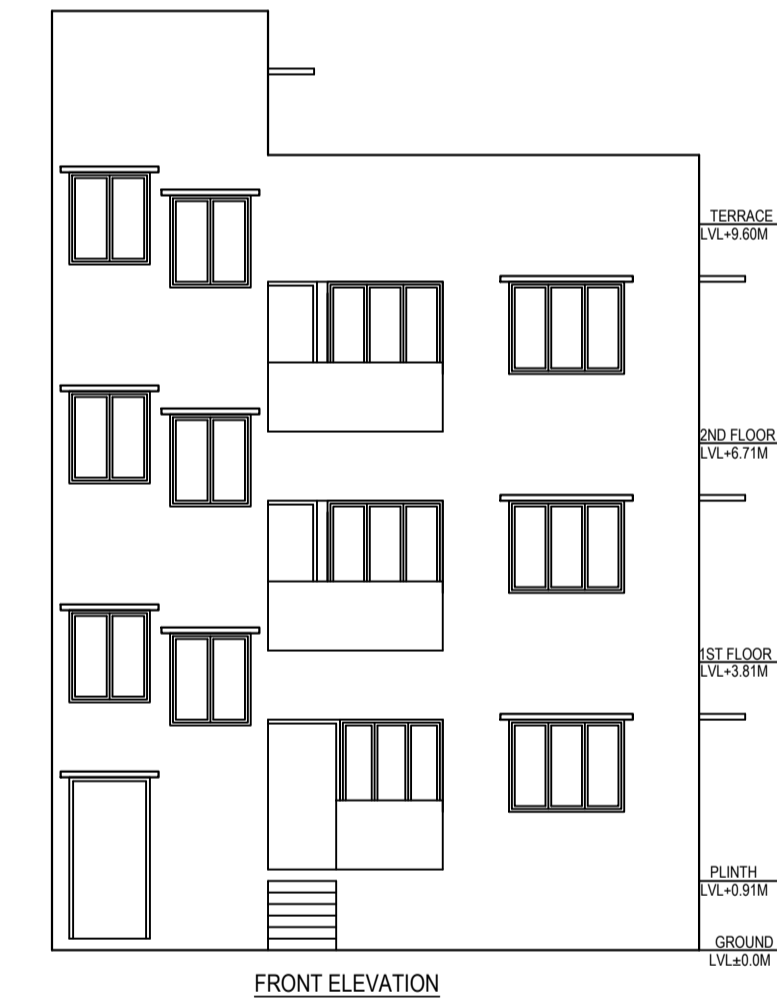 TERRACE
LVL+9.60M
2ND FLOOR
LVL+6.71M
1ST FLOOR
LVL+3.81M
PLINTH
LVL+0.91M
GROUND
LVL±0.0M
FRONT ELEVATION